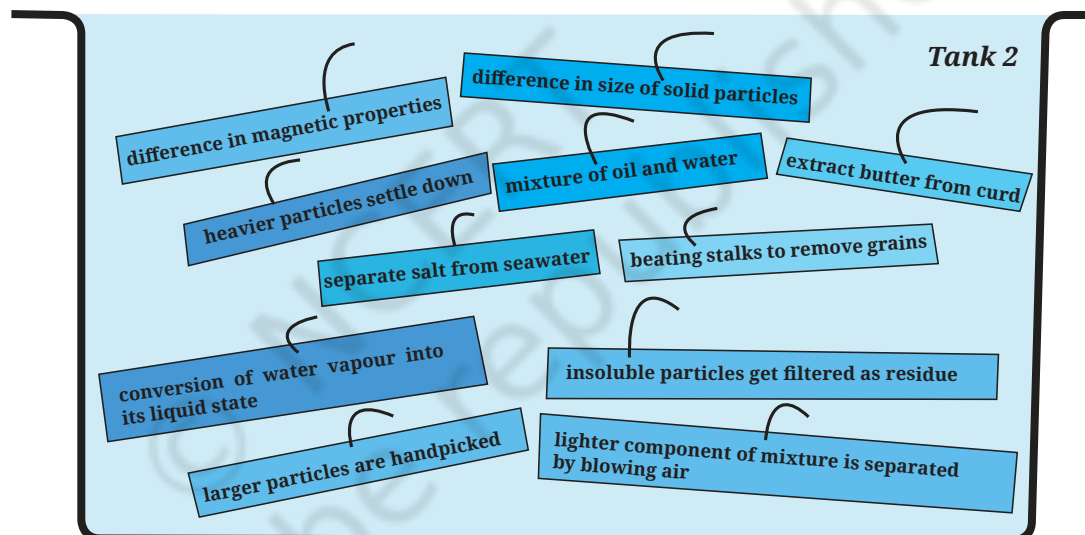 Tank 2
difference in size of solid particles
difference in magnetic properties
mixture of oil and water
extract butter from curd
heavier particles settle down
beating stalks to remove grains
separate salt from seawater
conversion of water vapour into
its liquid state
insoluble particles get filtered as residue
larger particles are handpicked
lighter component of mixture is separated
by blowing air
© NCERT
be republishe